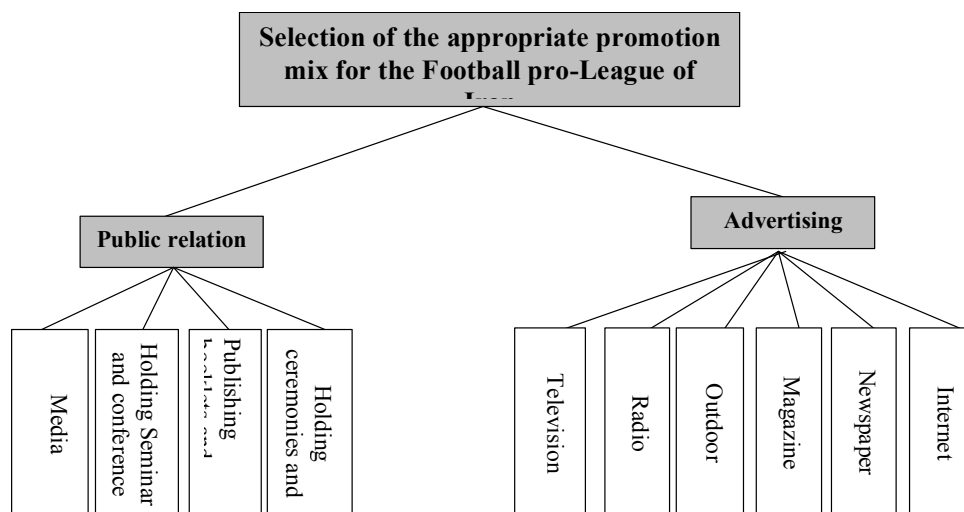 Selection of the appropriate promotion
mix for the Football pro-League of
Public relation
Advertising
Media
Holding Seminar
and conference
Publishing
Holding
ceremonies and
Television
Radio
Outdoor
Magazine
Newspaper
Internet